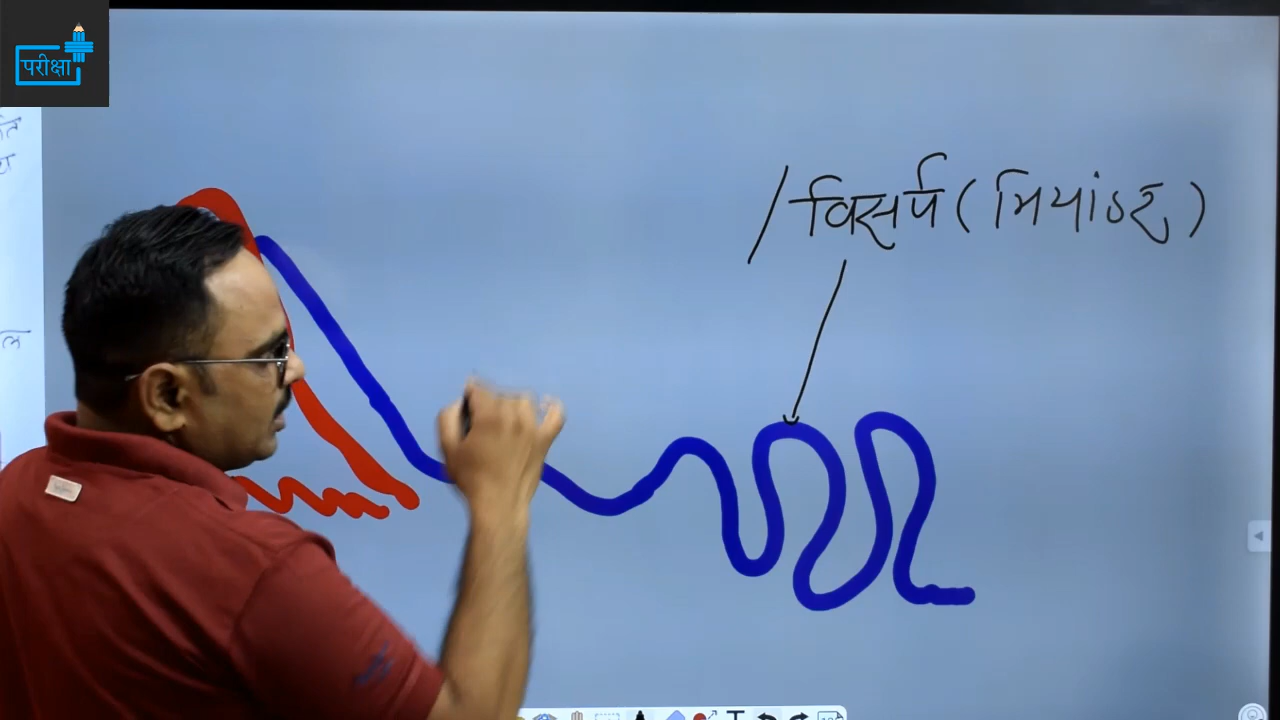 परीक्षा
/ विसर्प ( मियांडर )